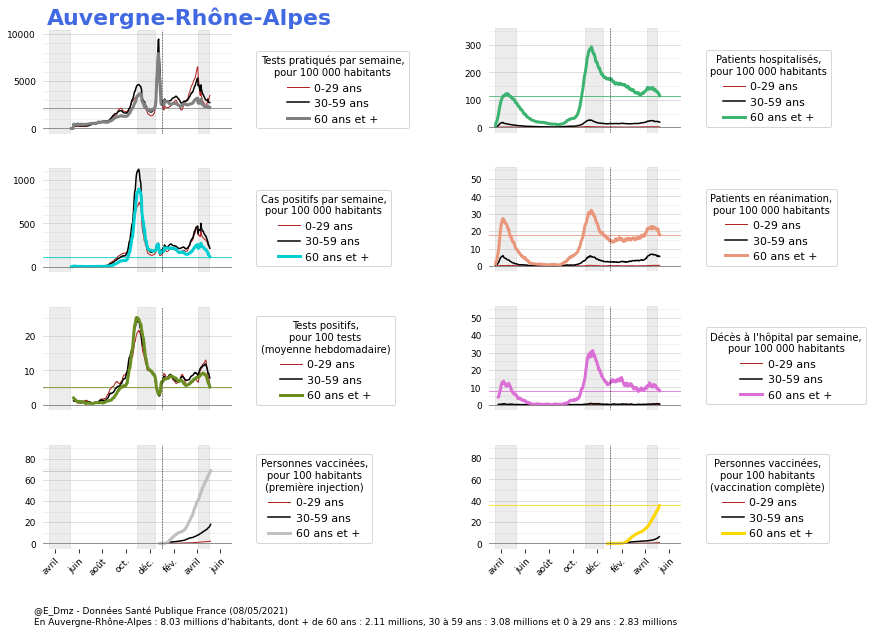 Auvergne-Rhône-Alpes
10000
5000
0
Tests pratiqués par semaine,
pour 100 000 habitants
0-29 ans
30-59 ans
60 ans et +
300
200
100
0
Patients hospitalisés,
pour 100 000 habitants
0-29 ans
30-59 ans
60 ans et +
1000
500
0
Cas positifs par semaine,
pour 100 000 habitants
0-29 ans
30-59 ans
60 ans et +
50
40
30
20
10
0
Patients en réanimation,
pour 100 000 habitants
0-29 ans
30-59 ans
60 ans et +
20
10
0
Tests positifs,
pour 100 tests
(moyenne hebdomadaire)
0-29 ans
30-59 ans
60 ans et +
50
40
30
20
10
0
Décès à l'hôpital par semaine,
pour 100 000 habitants
0-29 ans
30-59 ans
60 ans et +
80
60
40
20
0
avril
juin
août
oct.
déc.
fév.
avril
juin
Personnes vaccinées,
pour 100 habitants
(première injection)
0-29 ans
30-59 ans
60 ans et +
80
60
40
20
0
avril
juin
août
oct.
déc.
fév.
avril
juin
Personnes vaccinées,
pour 100 habitants
(vaccination complète)
0-29 ans
30-59 ans
60 ans et +
@E_Dmz - Données Santé Publique France (08/05/2021)
En Auvergne-Rhône-Alpes : 8.03 millions d'habitants, dont + de 60 ans : 2.11 millions, 30 à 59 ans : 3.08 millions et 0 à 29 ans : 2.83 millions